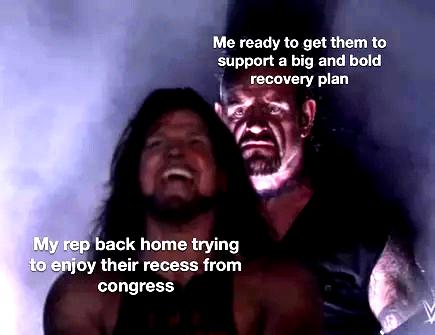 Me ready to get them to
support a big and bold
recovery plan
My rep back home trying
to enjoy their recess from
congress